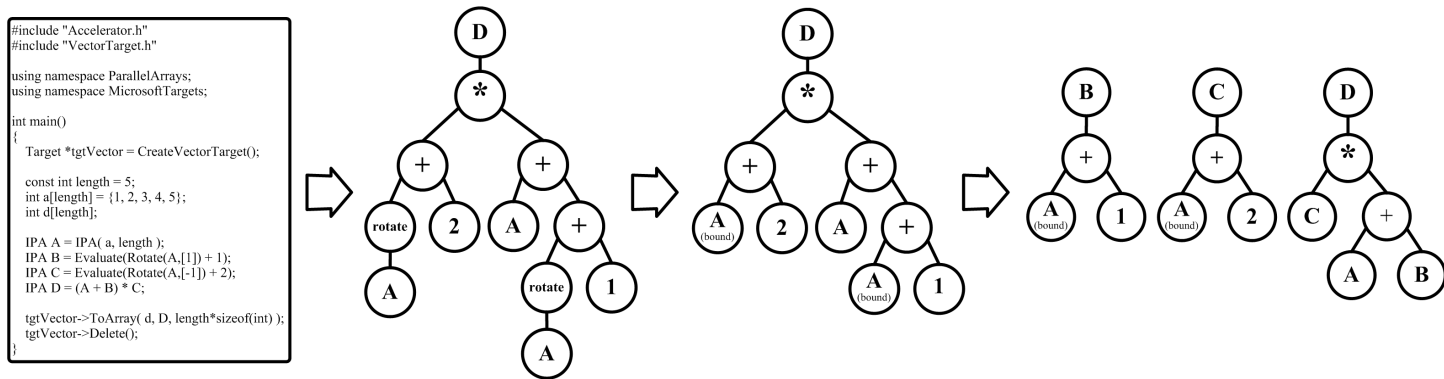 #include "Accelerator.h"
#include "VectorTarget.h"
using namespace ParallelArrays;
using namespace MicrosoftTargets;
int main()
{
Target *tgtVector = CreateVectorTarget();
const int length = 5;
int a[length] = {1, 2, 3, 4, 5};
int d[length];
IPA A = IPA( a, length );
IPA B = Evaluate(Rotate(A,[1]) + 1);
IPA C = Evaluate(Rotate(A,[-1]) + 2);
IPA D = (A + B) * C;
tgtVector->ToArray( d, D, length*sizeof(int) );
tgtVector->Delete();
}
D
*
+ +
rotate 2 A +
A rotate 1
A
D
*
+ +
A 2 A +
(bound)
A 1
(bound)
B C D
+ + *
A 1 A 2 C +
(bound) (bound)
A B